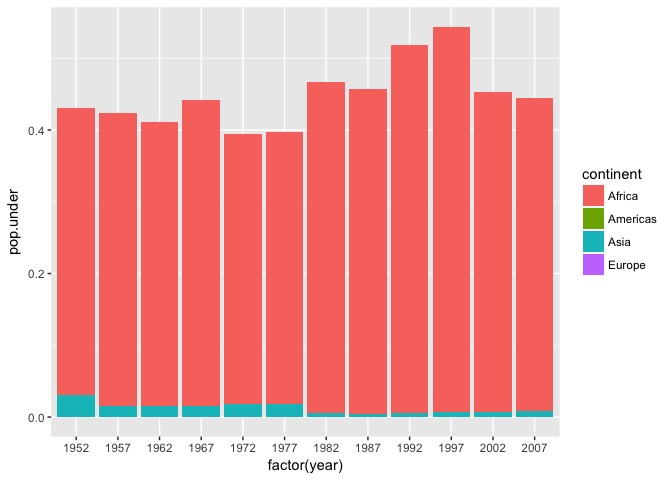 pop.under
0.4
0.2
0.0
1952 1957 1962 1967 1972 1977 1982 1987 1992 1997 2002 2007
factor(year)
continent
Africa
Americas
Asia
Europe